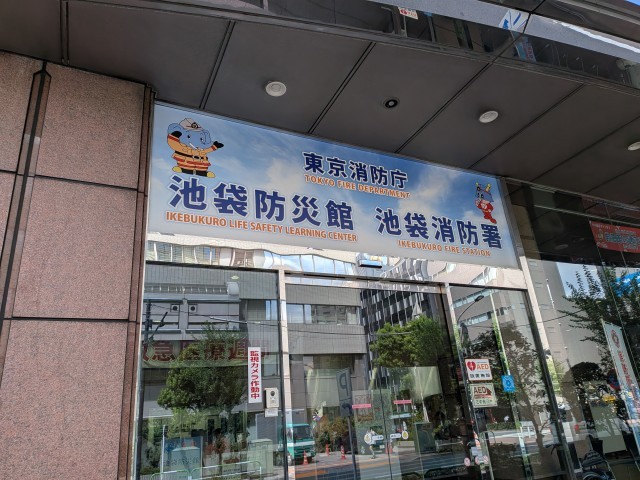 東京消防庁
TOKYO FIRE DEPARTMENT
池袋防災館
IKEBUKURO LIFE SAFETY LEARNING CENTER
池袋消防署
IKEBUKURO FIRE STATION
監視カメラ作動中
AED
AED